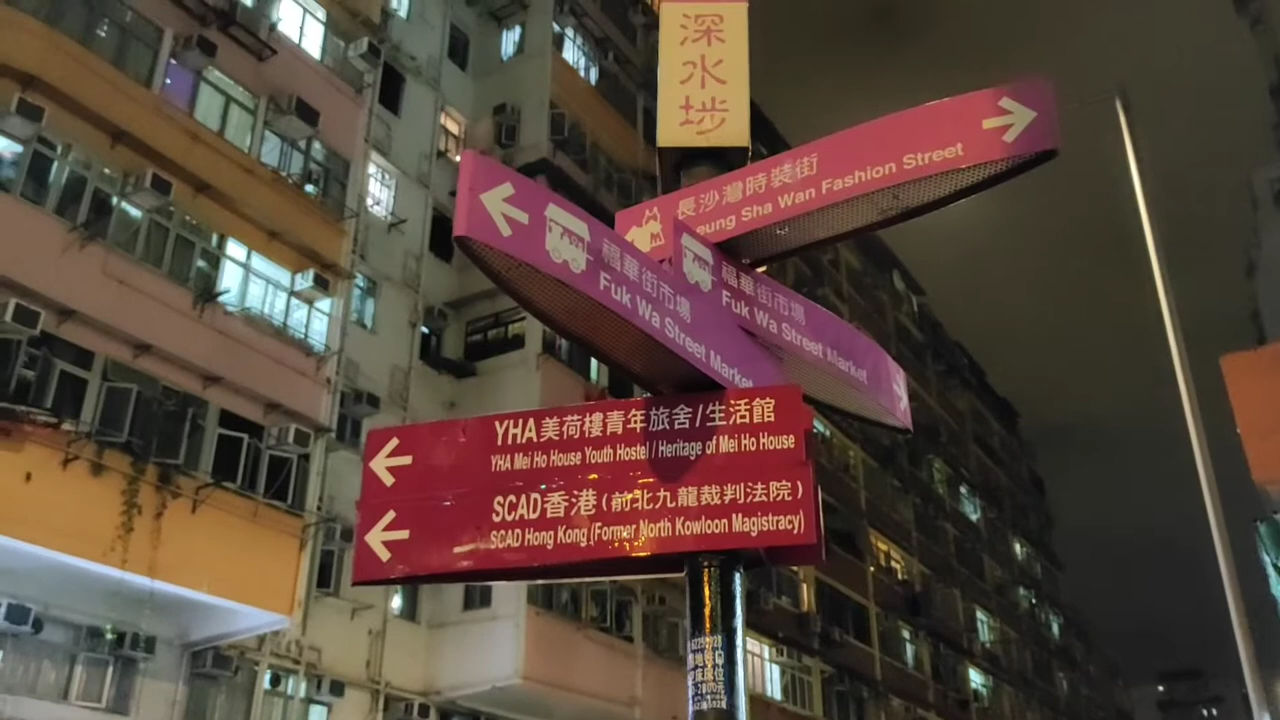 深
水
埗
長沙灣時裝街
eung Sha Wan Fashion Street
福華街市場
Fuk Wa Street Market
福華街市場
Fuk Wa Street Market
YHA美荷樓青年旅舍/生活館
YHA Mei Ho House Youth Hostel / Heritage of Mei Ho House
SCAD香港(前北九龍裁判法院)
SCAD Hong Kong (Former North Kowloon Magistracy)